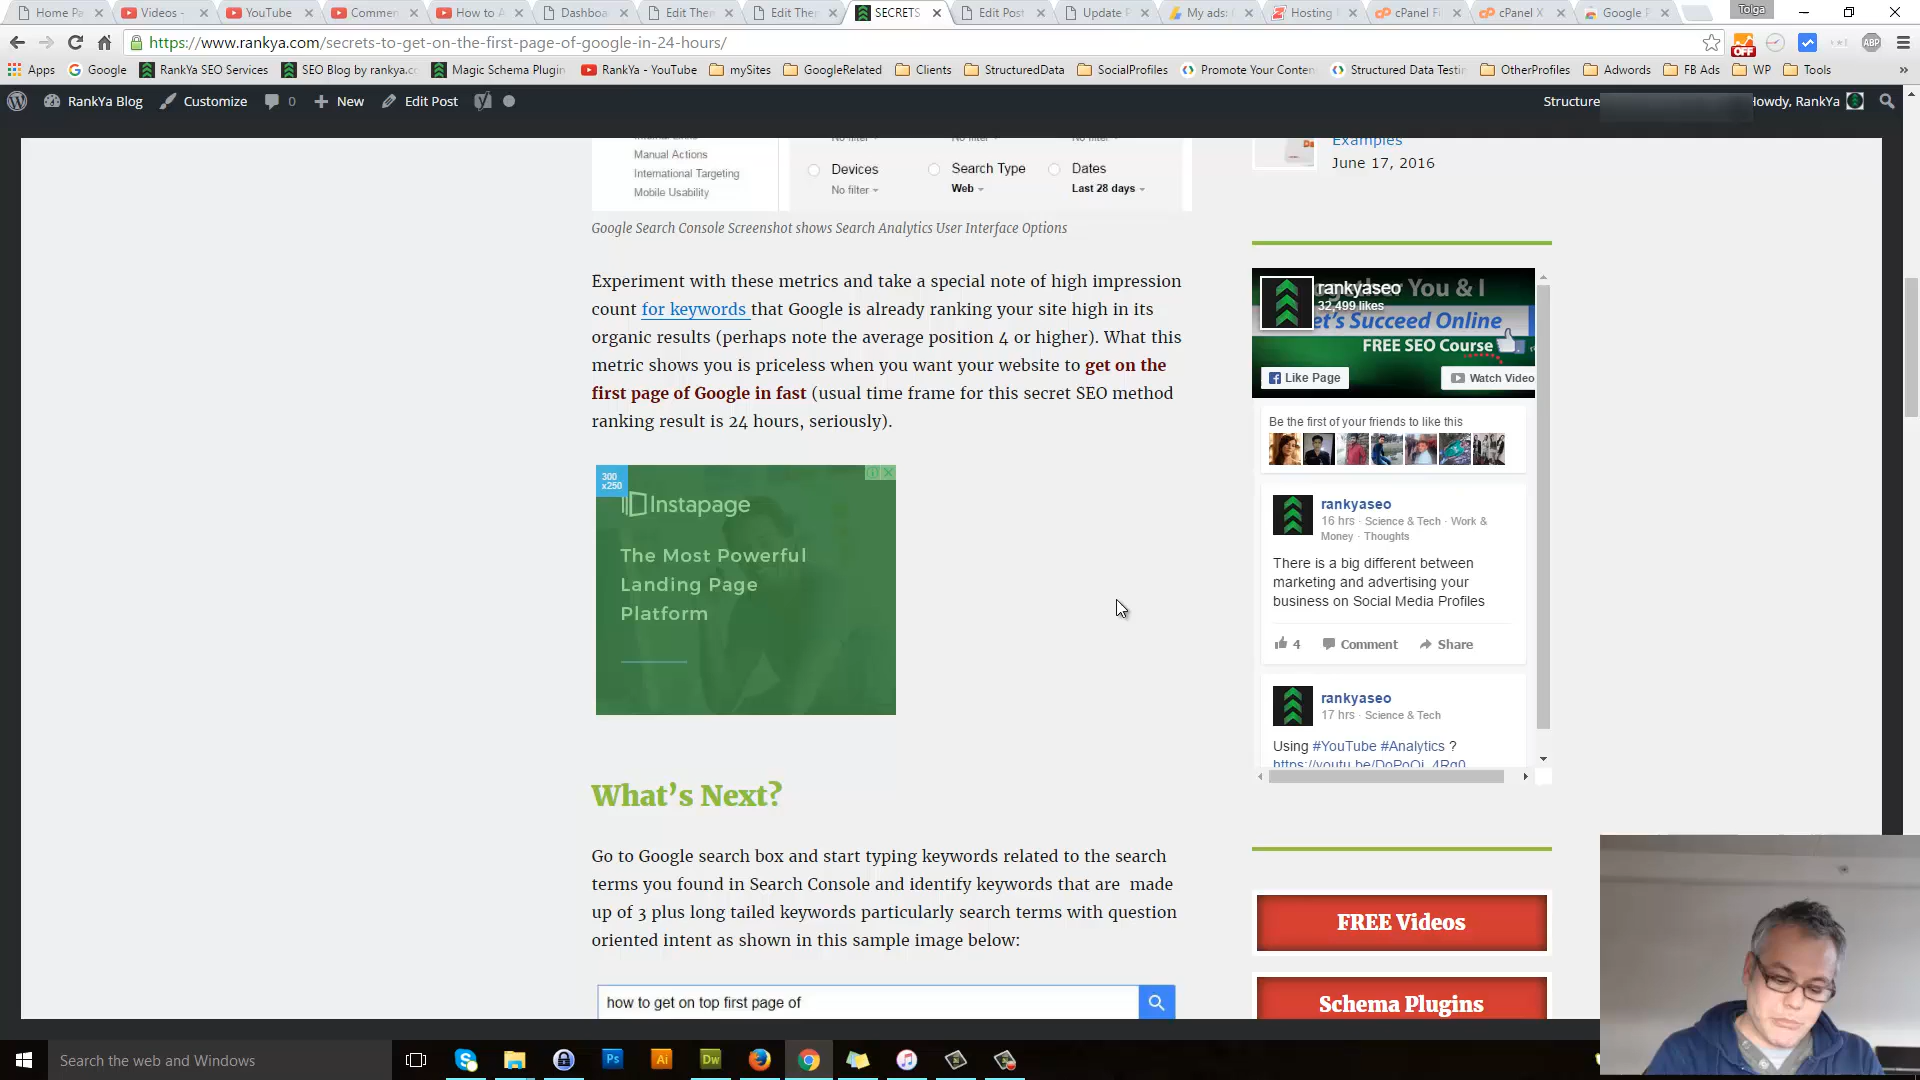 Home Pa
Videos -
YouTube
Commen
How to A
Dashboa
Edit Them
Edit Them
SECRETS
Edit Post
Update P
My ads:
Hosting
cPanel Fi
cPanel X
Google P
Tolga
https://www.rankya.com/secrets-to-get-on-the-first-page-of-google-in-24-hours/
OFF
ABP
Apps
Google
RankYa SEO Services
SEO Blog by rankya.c
Magic Schema Plugin
RankYa - YouTube
mySites
GoogleRelated
Clients
StructuredData
SocialProfiles
Promote Your Conten
Structured Data Testin
OtherProfiles
Adwords
FB Ads
WP
Tools
RankYa Blog
Customize
0
New
Edit Post
Structure
Howdy, RankYa
Manual Actions
International Targeting
Mobile Usability
No filter
No filter
No filter
Devices
No filter
Search Type
Web
Dates
Last 28 days
Google Search Console Screenshot shows Search Analytics User Interface Options
Experiment with these metrics and take a special note of high impression
count for keywords that Google is already ranking your site high in its
organic results (perhaps note the average position 4 or higher). What this
metric shows you is priceless when you want your website to get on the
first page of Google in fast (usual time frame for this secret SEO method
ranking result is 24 hours, seriously).
300
x250
Instapage
The Most Powerful
Landing Page
Platform
What's Next?
Go to Google search box and start typing keywords related to the search
terms you found in Search Console and identify keywords that are made
up of 3 plus long tailed keywords particularly search terms with question
oriented intent as shown in this sample image below:
how to get on top first page of
Examples
June 17, 2016
rankyaseo
32,499 likes
You & I
et's Succeed Online
FREE SEO Course
Like Page
Watch Video
Be the first of your friends to like this
rankyaseo
16 hrs · Science & Tech · Work &
Money · Thoughts
There is a big different between
marketing and advertising your
business on Social Media Profiles
4
Comment
Share
rankyaseo
17 hrs · Science & Tech
Using #YouTube #Analytics ?
FREE Videos
Schema Plugins
Search the web and Windows
Ps
Ai
Dw